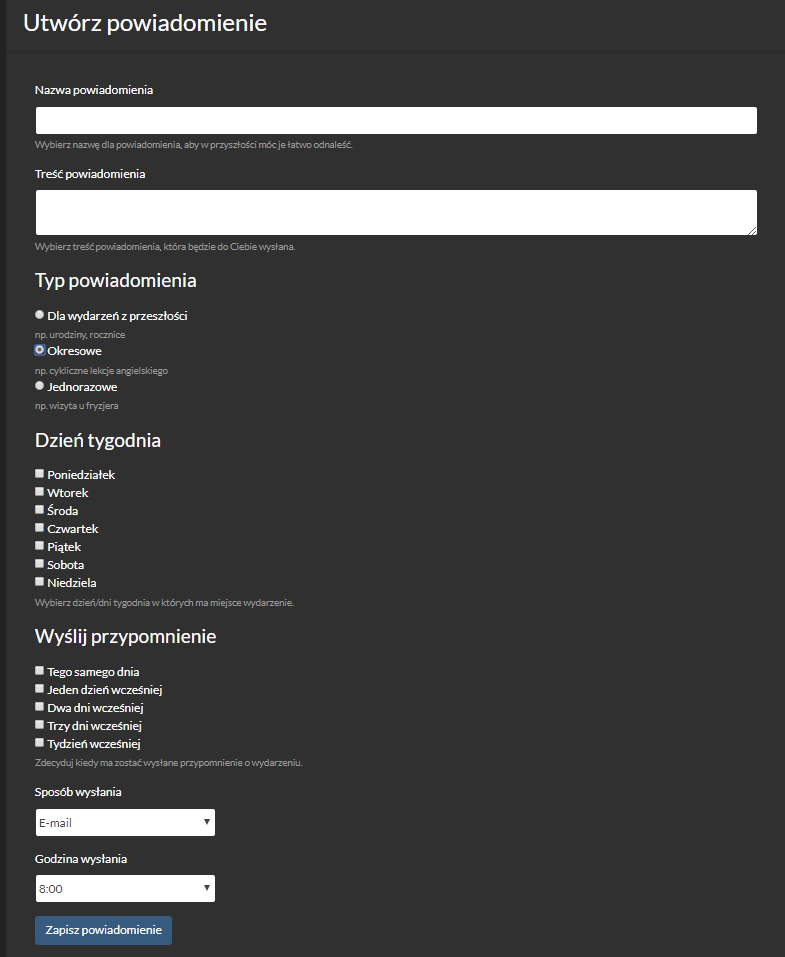 Utwórz powiadomienie
Nazwa powiadomienia
Wybierz nazwę dla powiadomienia, aby w przyszłości móc je łatwo odnaleść.
Treść powiadomienia
Wybierz treść powiadomienia, która będzie do Ciebie wysłana.
Typ powiadomienia
Dla wydarzeń z przeszłości
np. urodziny, rocznice
Okresowe
np. cykliczne lekcje angielskiego
Jednorazowe
np. wizyta u fryzjera
Dzień tygodnia
Poniedziałek
Wtorek
Środa
Czwartek
Piątek
Sobota
Niedziela
Wybierz dzień/dni tygodnia w których ma miejsce wydarzenie.
Wyślij przypomnienie
Tego samego dnia
Jeden dzień wcześniej
Dwa dni wcześniej
Trzy dni wcześniej
Tydzień wcześniej
Zdecyduj kiedy ma zostać wysłane przypomnienie o wydarzeniu.
Sposób wysłania
E-mail
Godzina wysłania
8:00
Zapisz powiadomienie